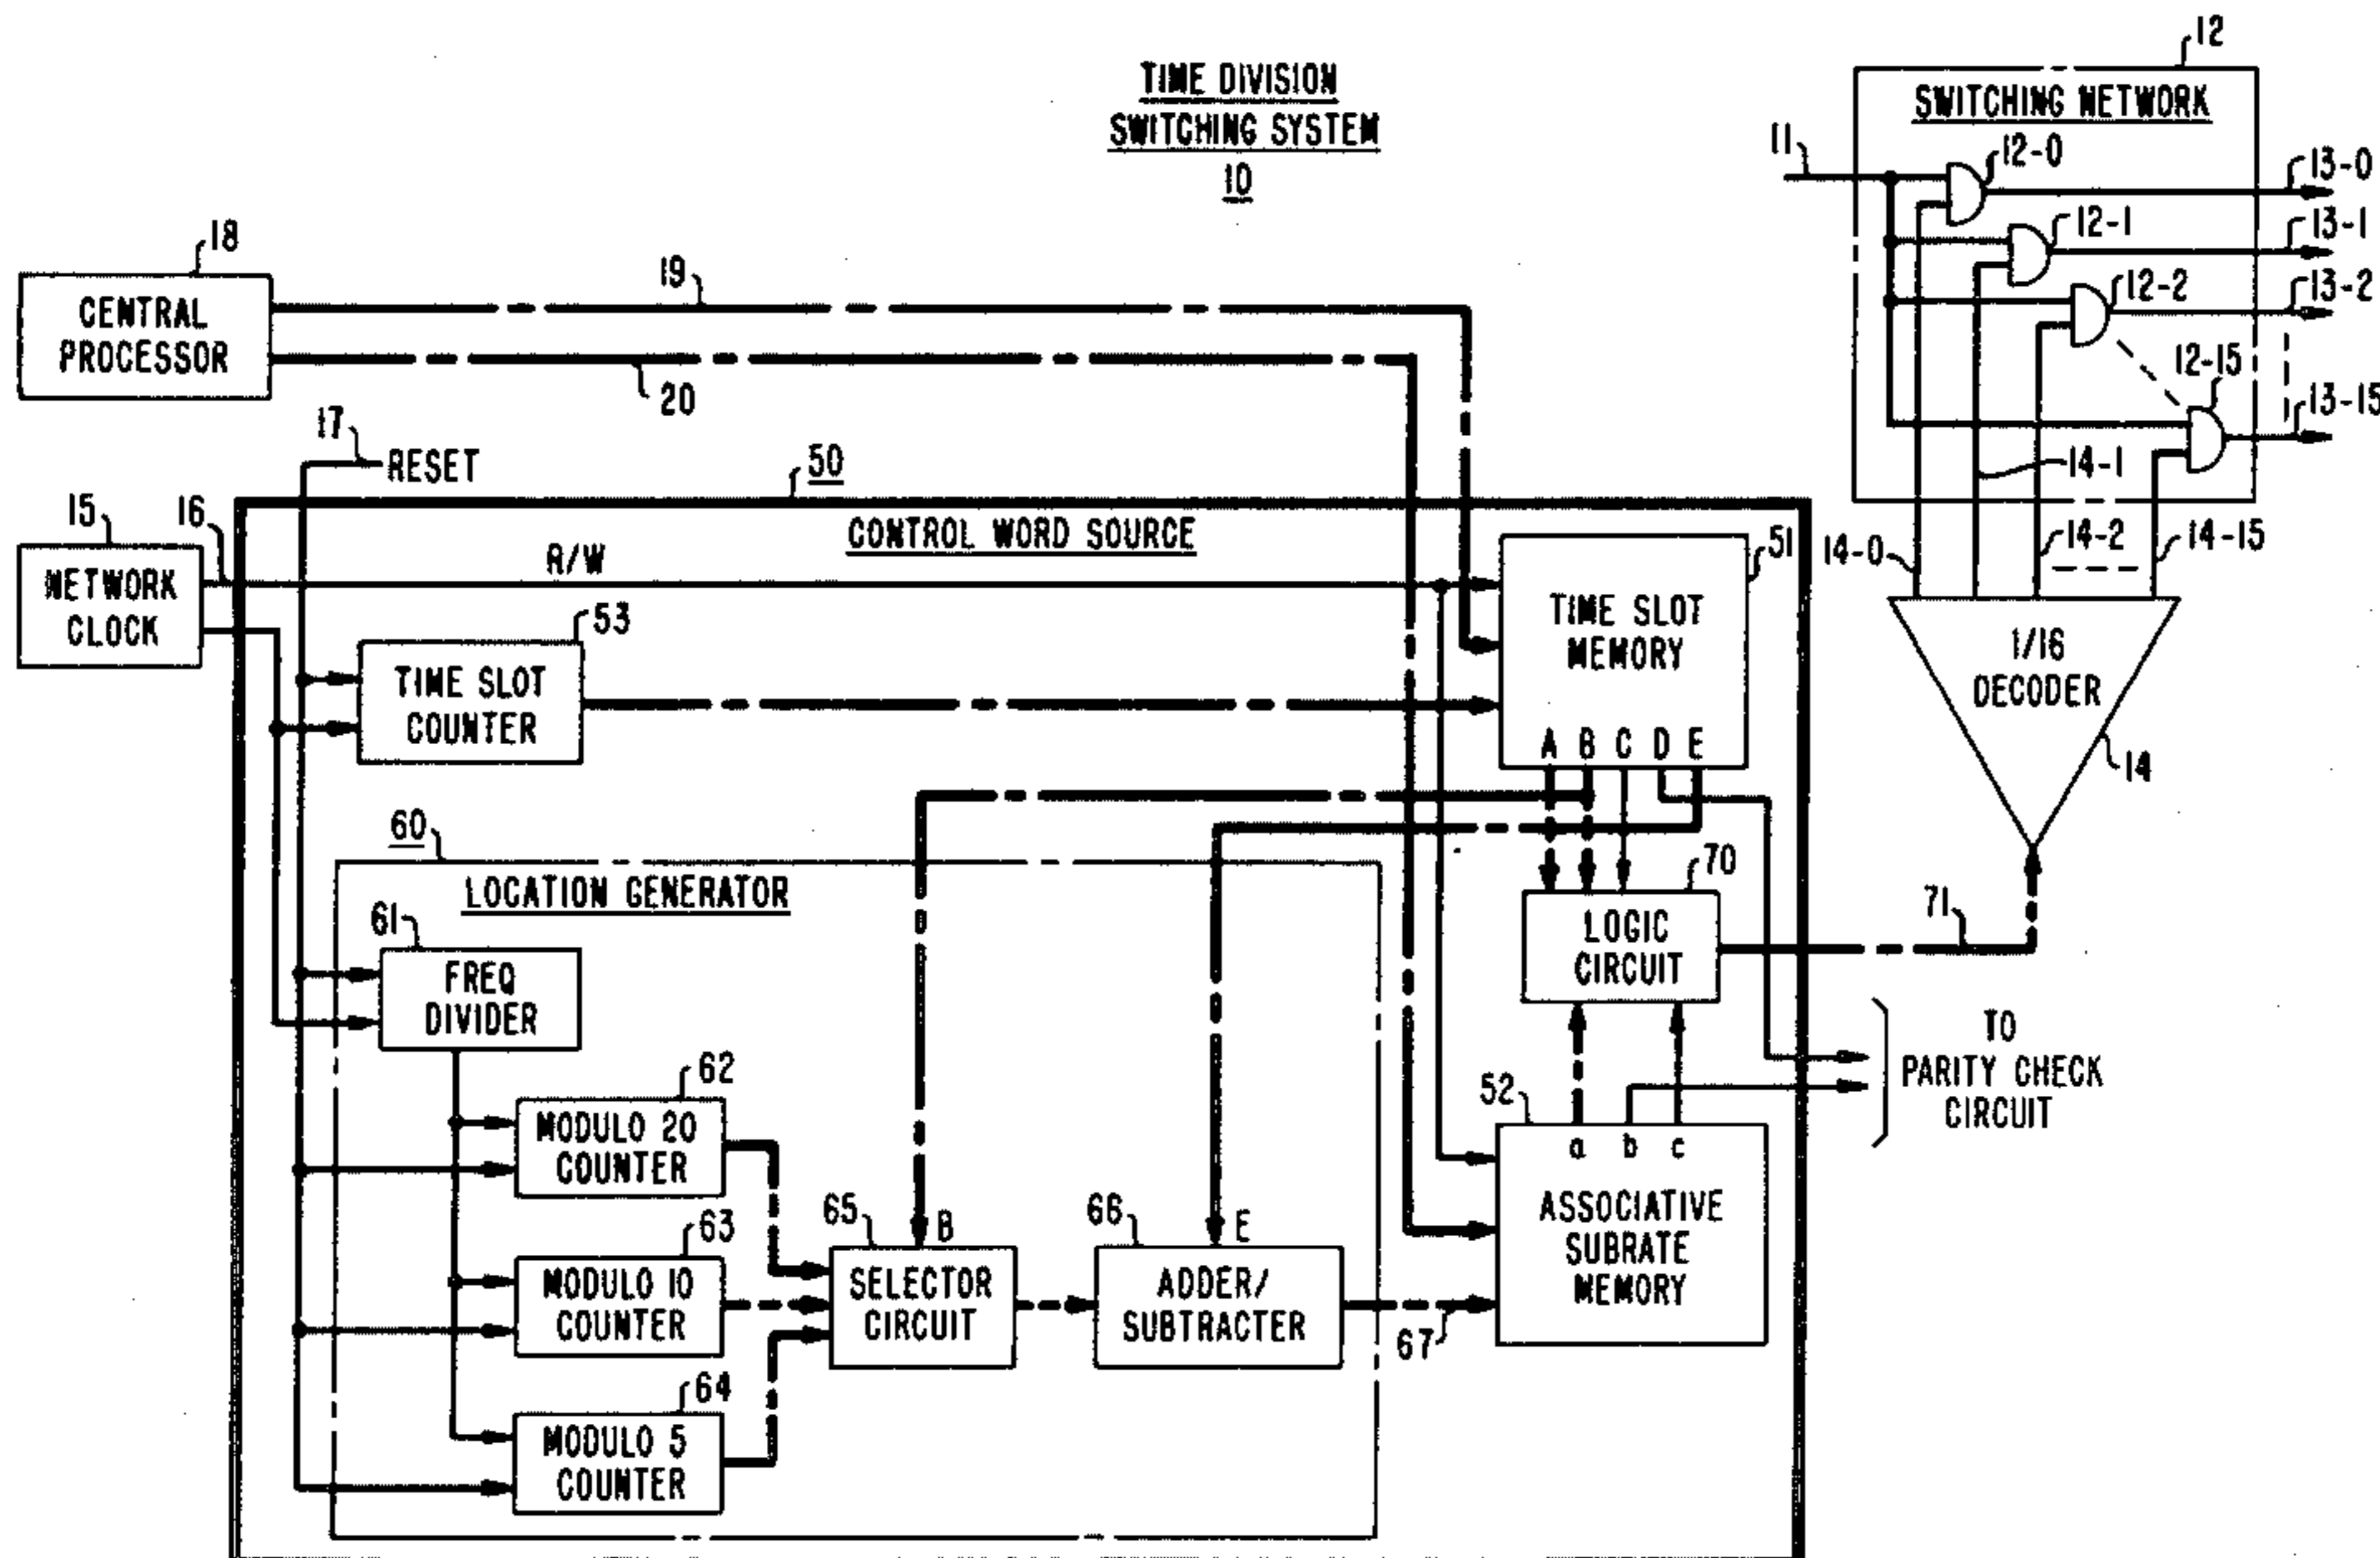 TIME DIVISION
SWITCHING SYSTEM
10
12
SWITCHING NETWORK
11
12-0
13-0
12-1
13-1
12-2
13-2
12-15
13-15
14-0
14-1
14-2
14-15
1/16
DECODER
14
18
CENTRAL
PROCESSOR
19
20
17
RESET
50
CONTROL WORD SOURCE
15
16
NETWORK
CLOCK
R/W
53
TIME SLOT
COUNTER
51
TIME SLOT
MEMORY
A B C D E
60
LOCATION GENERATOR
61
FREQ
DIVIDER
70
LOGIC
CIRCUIT
71
TO
PARITY CHECK
CIRCUIT
62
MODULO 20
COUNTER
63
MODULO 10
COUNTER
64
MODULO 5
COUNTER
65
B
SELECTOR
CIRCUIT
66
E
ADDER/
SUBTRACTER
67
52
a b c
ASSOCIATIVE
SUBRATE
MEMORY